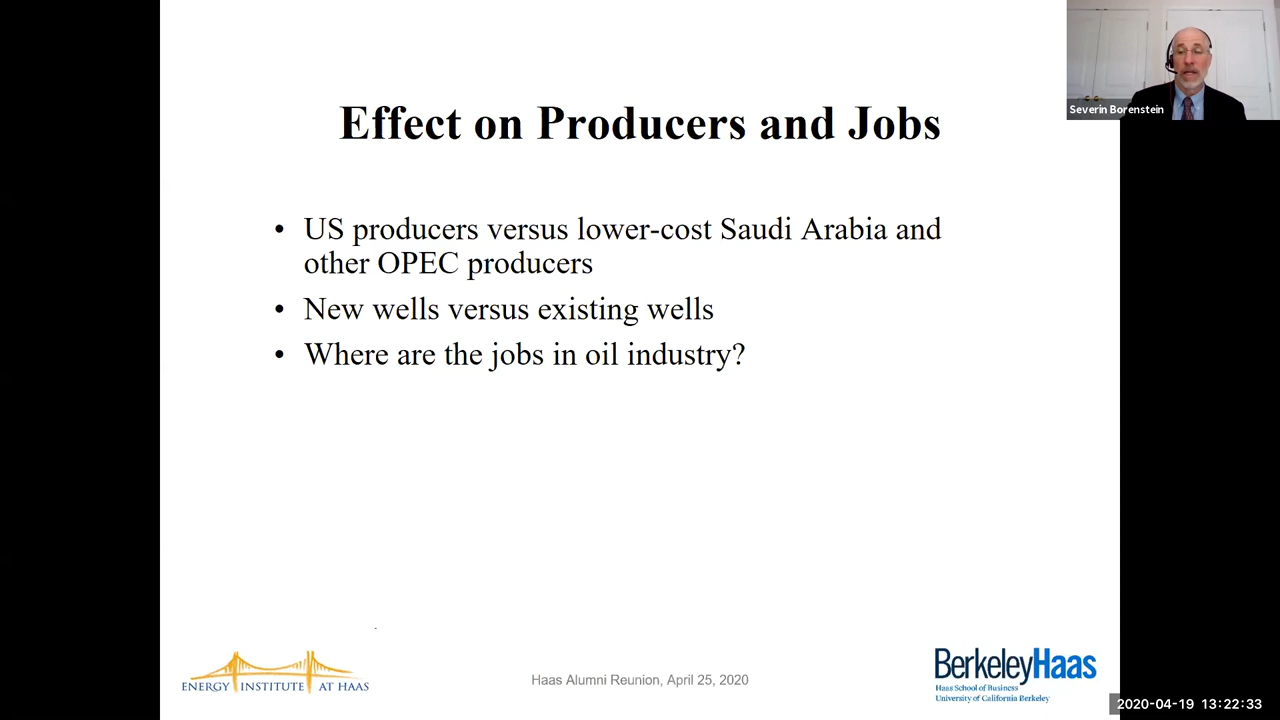 Severin Borenstein
Effect on Producers and Jobs
• US producers versus lower-cost Saudi Arabia and
other OPEC producers
• New wells versus existing wells
• Where are the jobs in oil industry?
ENERGY INSTITUTE AT HAAS
Haas Alumni Reunion, April 25, 2020
BerkeleyHaas
Haas School of Business
University of California Berkeley
2020-04-19 13:22:33